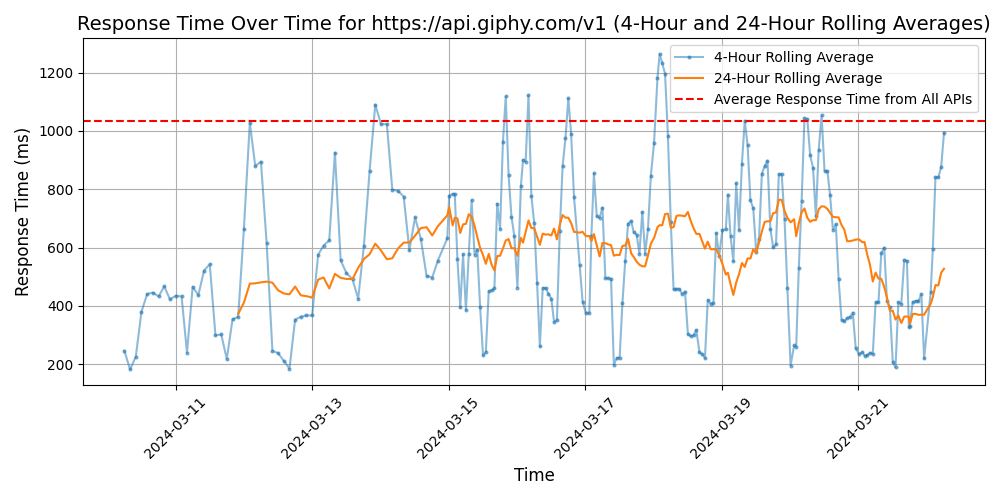 Response Time Over Time for https://api.giphy.com/v1 (4-Hour and 24-Hour Rolling Averages)
4-Hour Rolling Average
24-Hour Rolling Average
Average Response Time from All APIs
Response Time (ms)
1200
1000
800
600
400
200
2024-03-11
2024-03-13
2024-03-15
2024-03-17
2024-03-19
2024-03-21
Time